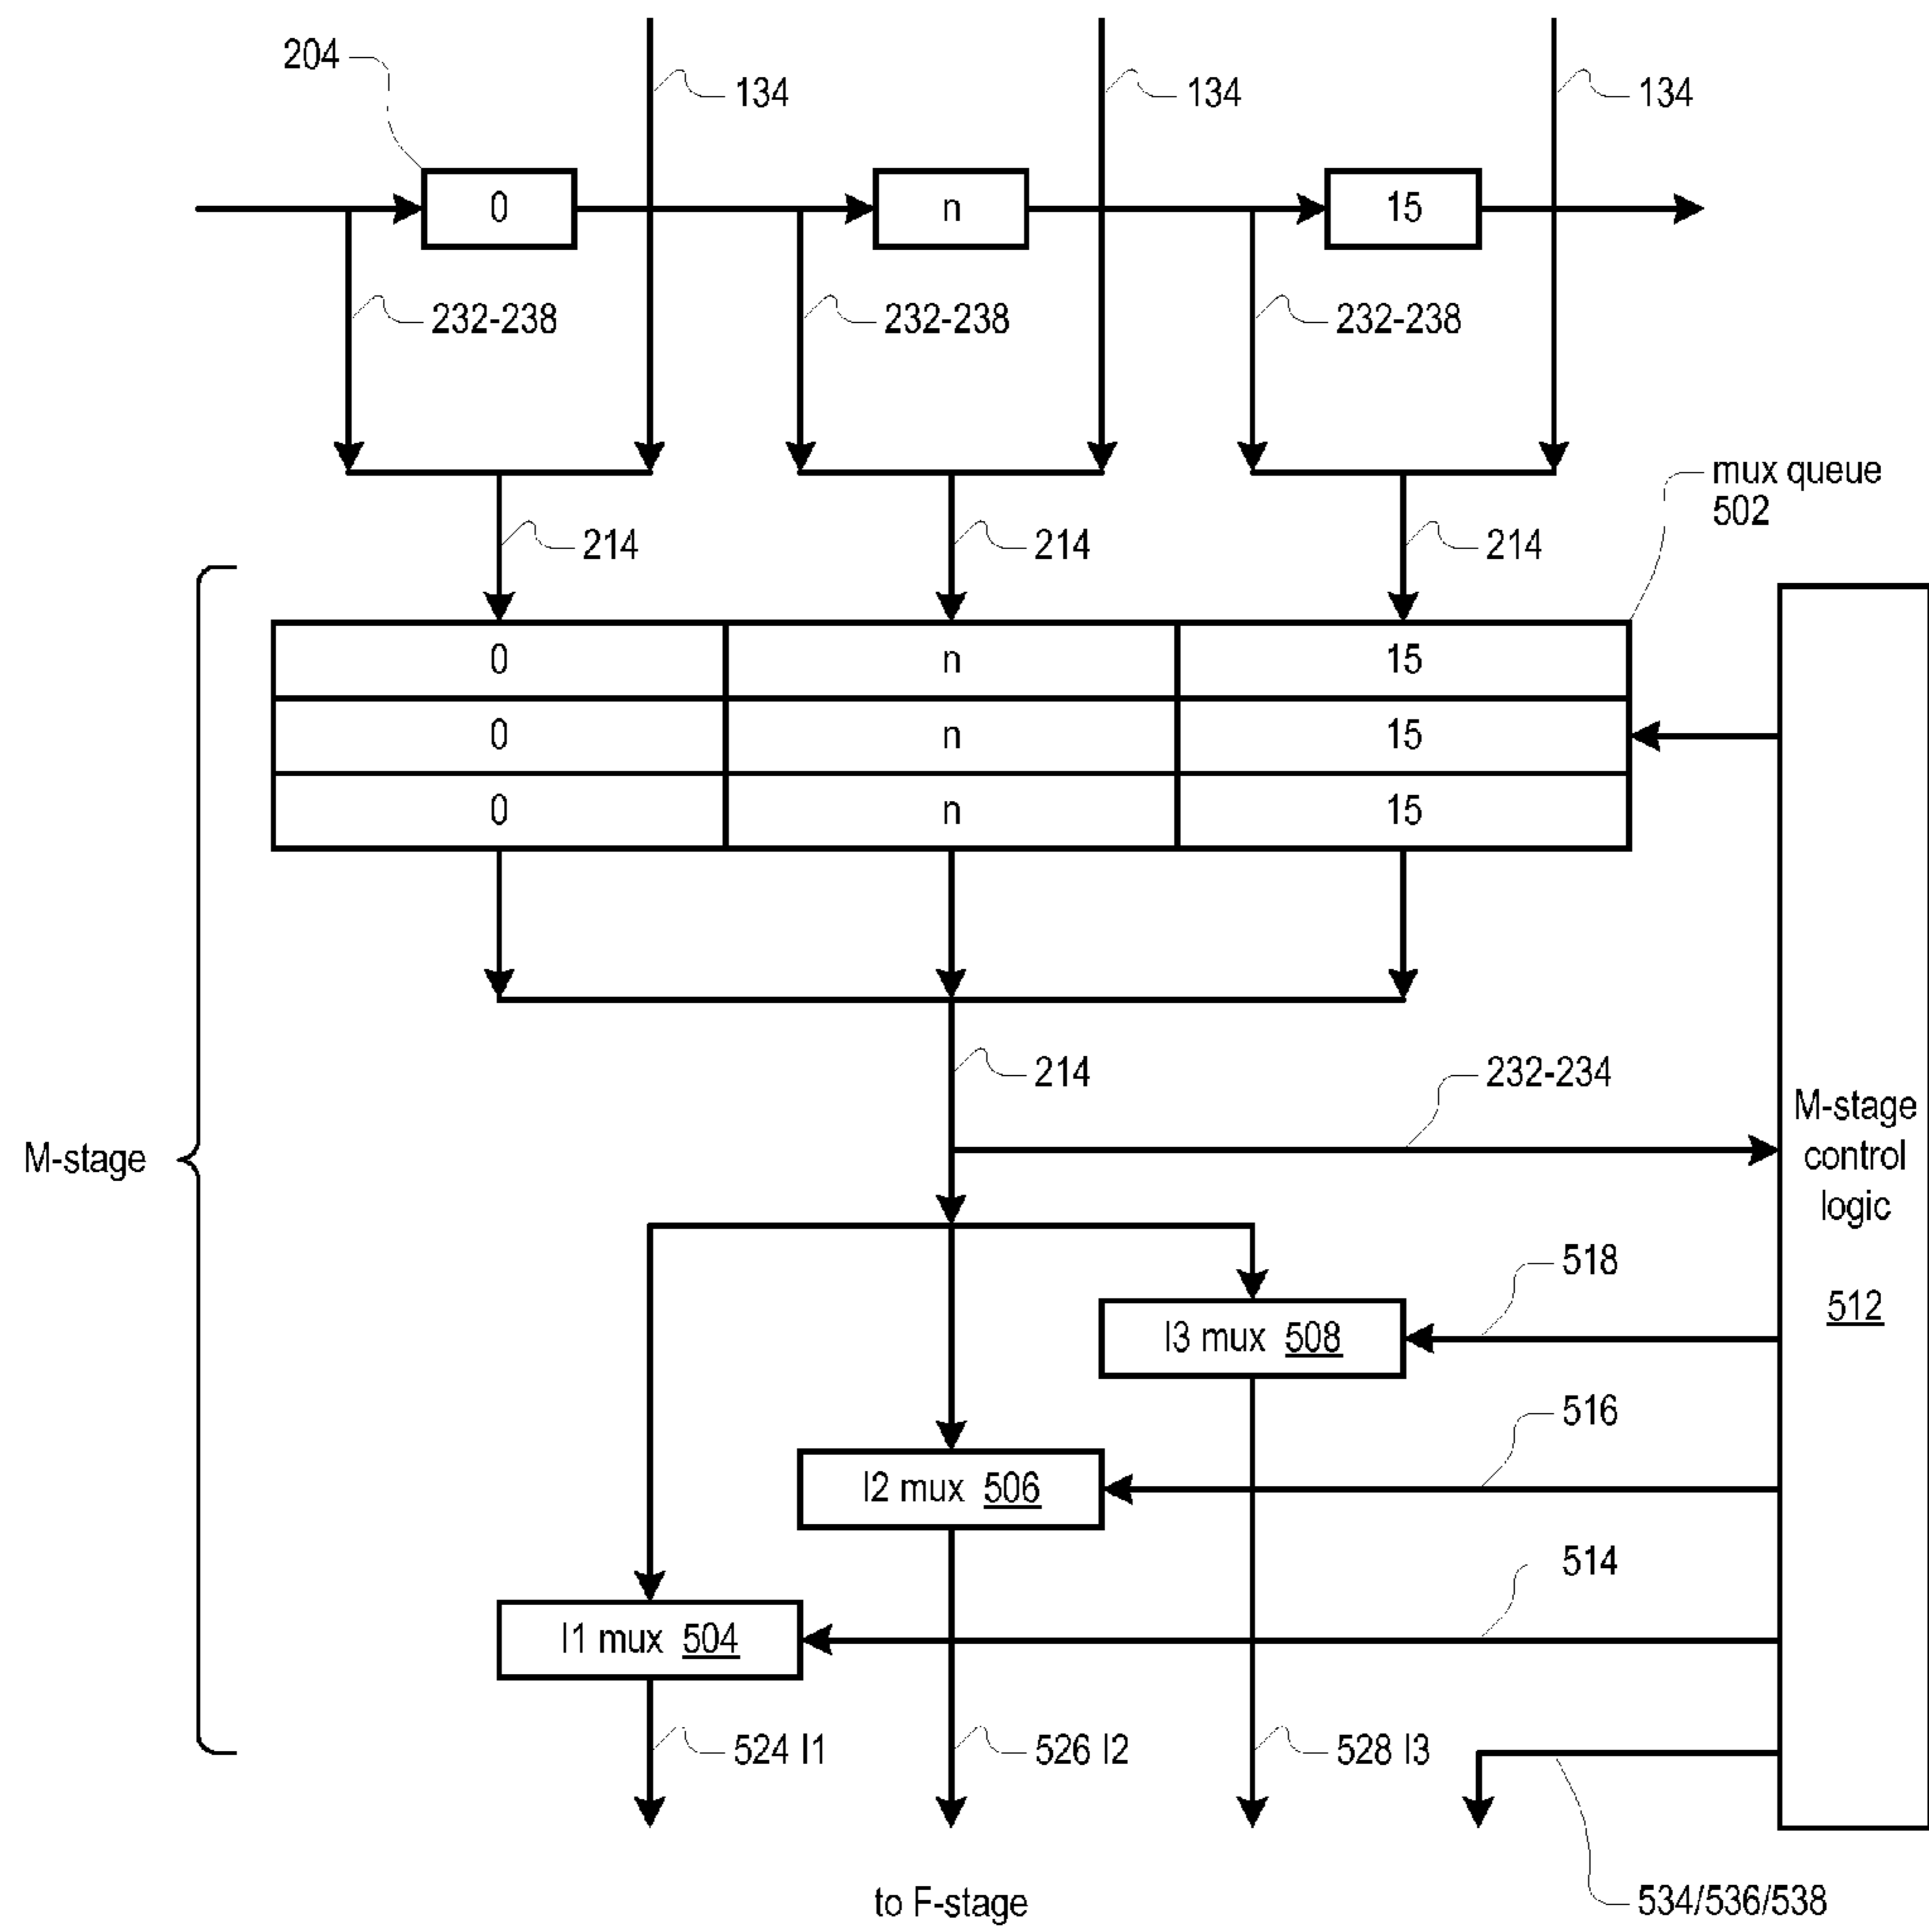 204
134
134
134
0
n
15
232-238
232-238
232-238
mux queue
502
214
214
214
0
n
15
0
n
15
0
n
15
214
232-234
M-stage
M-stage
control
logic
512
518
I3 mux 508
516
I2 mux 506
514
I1 mux 504
524 I1
526 I2
528 I3
to F-stage
534/536/538